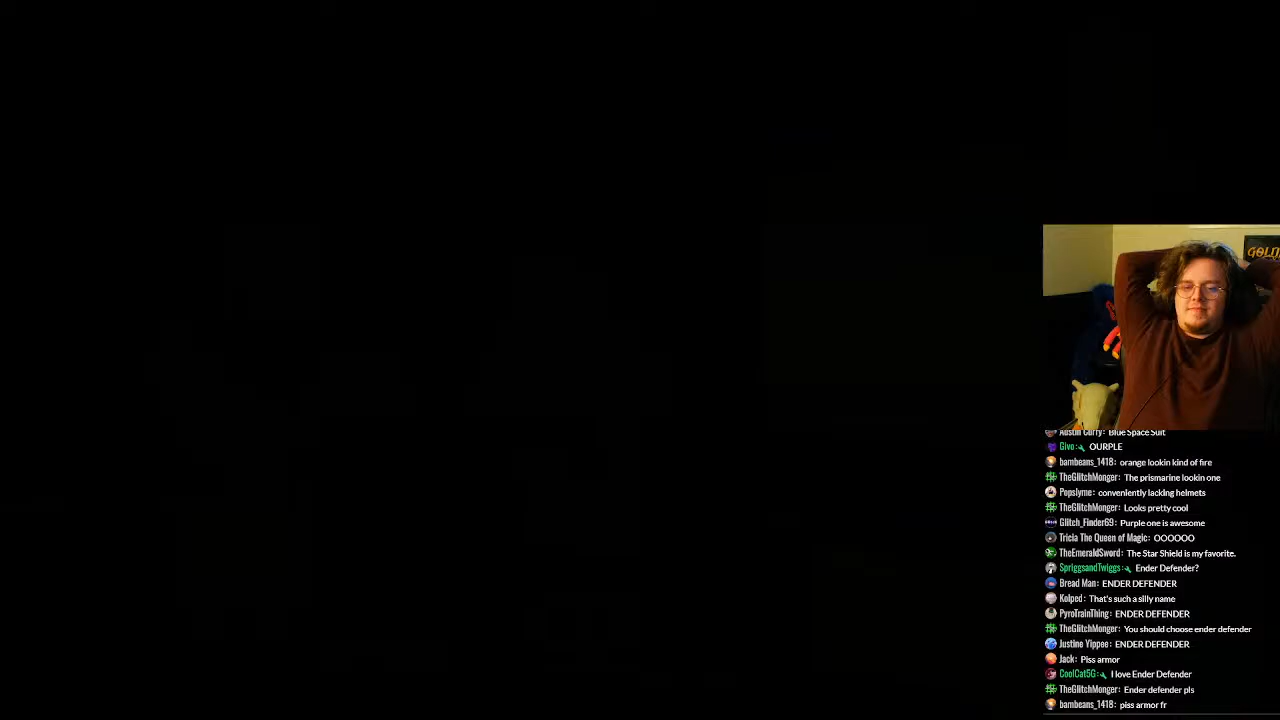 GOLD
Austin Curry: Blue Space Suit
Givo: OURPLE
bambeans_1418: orange lookin kind of fire
TheGlitchMonger: The prismarine lookin one
Popslyme: conveniently lacking helmets
TheGlitchMonger: Looks pretty cool
Glitch_Finder69: Purple one is awesome
Tricia The Queen of Magic: OOOOOO
TheEmeraldSword: The Star Shield is my favorite.
SpriggsandTwiggs: Ender Defender?
Bread Man: ENDER DEFENDER
Kolped: That's such a silly name
PyroTrainThing: ENDER DEFENDER
TheGlitchMonger: You should choose ender defender
Justine Yippee: ENDER DEFENDER
Jack: Piss armor
CoolCat5G: I love Ender Defender
TheGlitchMonger: Ender defender pls
bambeans_1418: piss armor fr